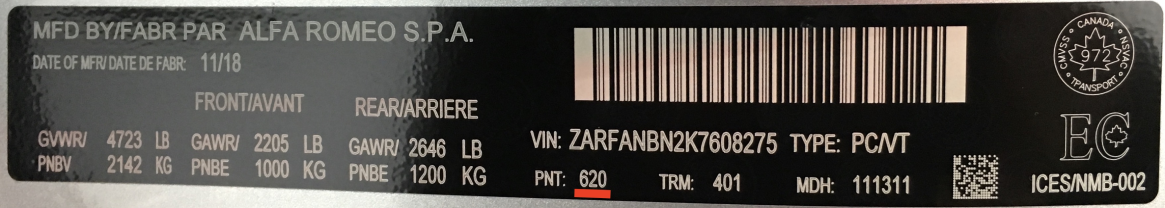 MFD BY/FABR PAR ALFA ROMEO S.P.A.
DATE OF MFR/DATE DE FABR: 11/18
FRONT/AVANT REAR/ARRIERE
GVWR/ 4723 LB GAWR/ 2205 LB GAWR/ 2646 LB
PNBV 2142 KG PNBE 1000 KG PNBE 1200 KG
VIN: ZARFANBN2K7608275 TYPE: PC/VT
PNT: 620 TRM: 401 MDH: 111311
CANADA
CMVSS NSVAC
972
TRANSPORT
EC
ICES/NMB-002